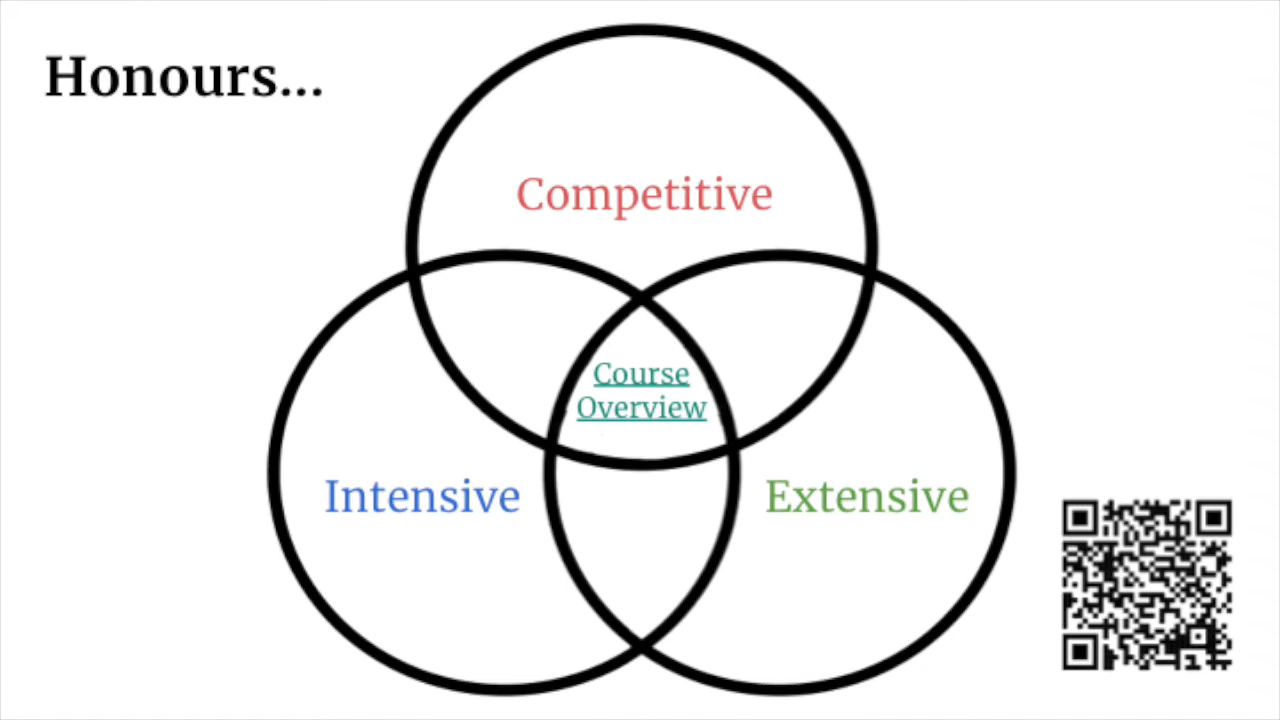 Honours...
Competitive
Course
Overview
Intensive
Extensive